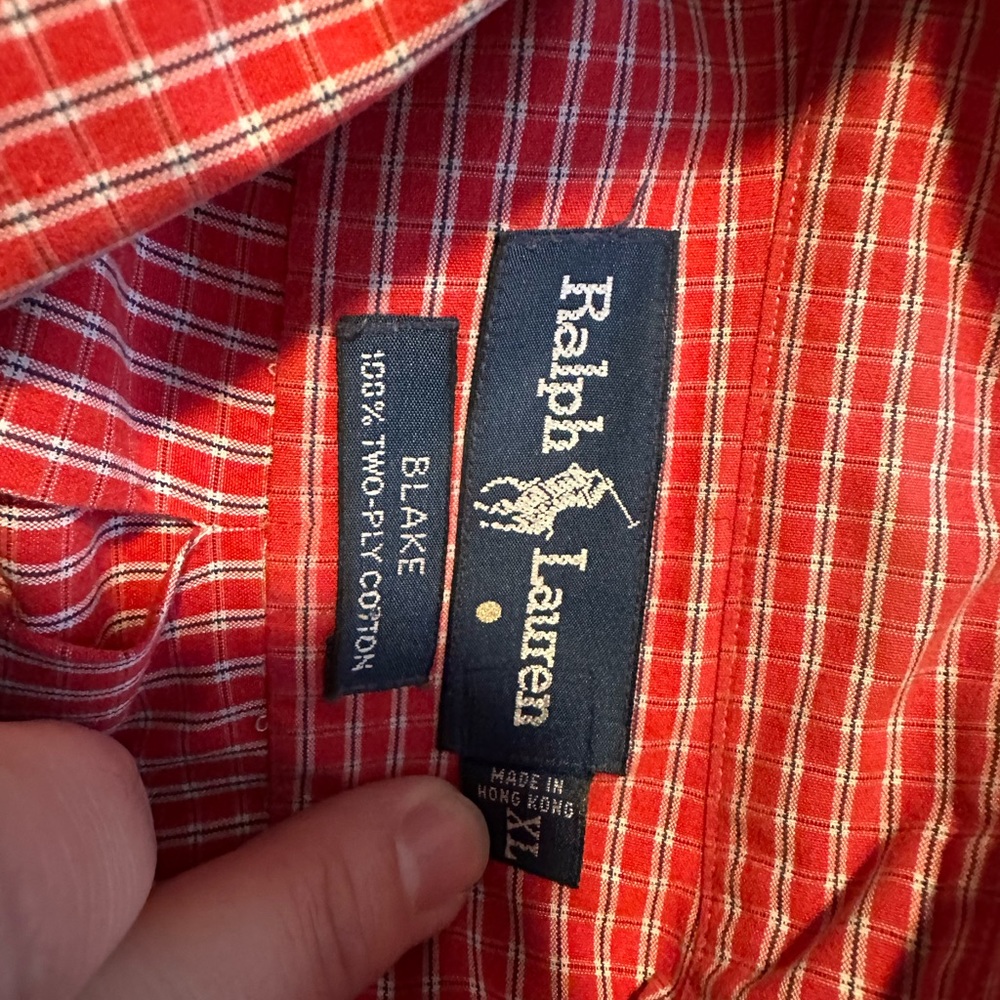 Ralph Lauren
BLAKE
100% TWO-PLY COTTON
MADE IN
HONG KONG
XL